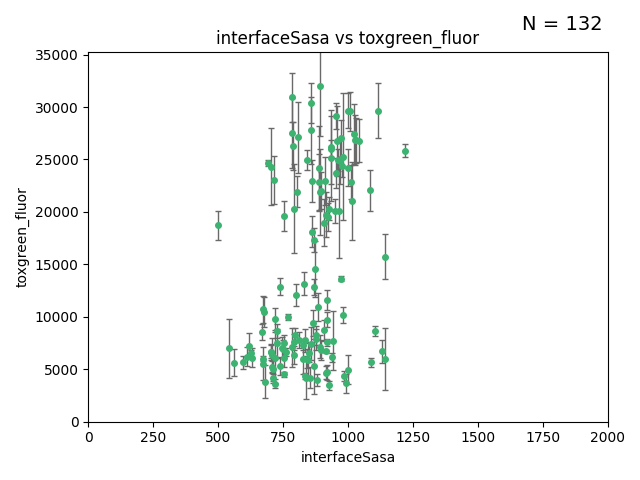 N = 132
interfaceSasa vs toxgreen_fluor
35000
30000
25000
20000
15000
10000
5000
0
toxgreen_fluor
0 250 500 750 1000 1250 1500 1750 2000
interfaceSasa